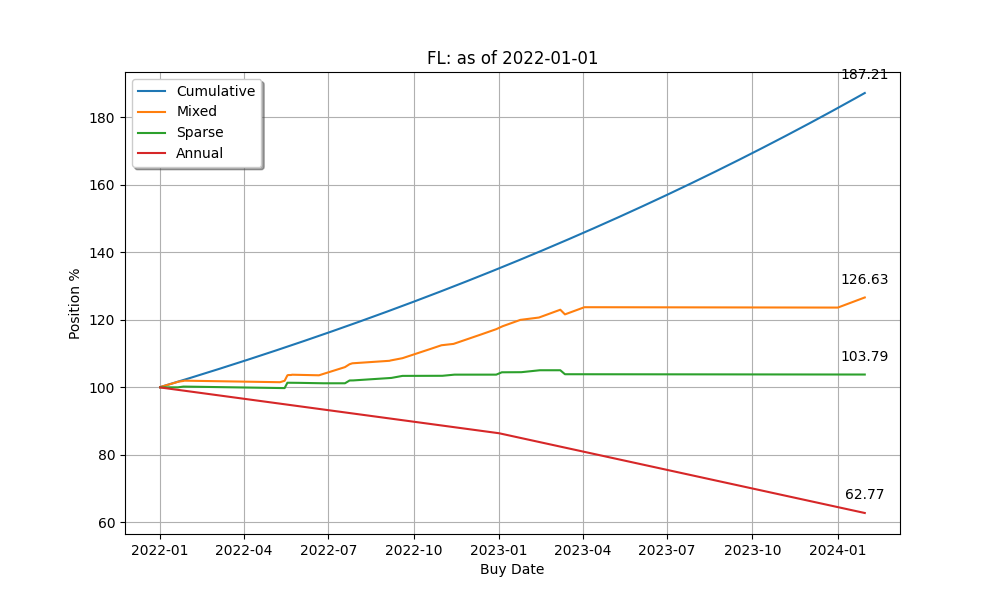 FL: as of 2022-01-01
187.21
Cumulative
Mixed
Sparse
Annual
180
160
140
120
100
80
60
Position %
126.63
103.79
62.77
2022-01 2022-04 2022-07 2022-10 2023-01 2023-04 2023-07 2023-10 2024-01
Buy Date